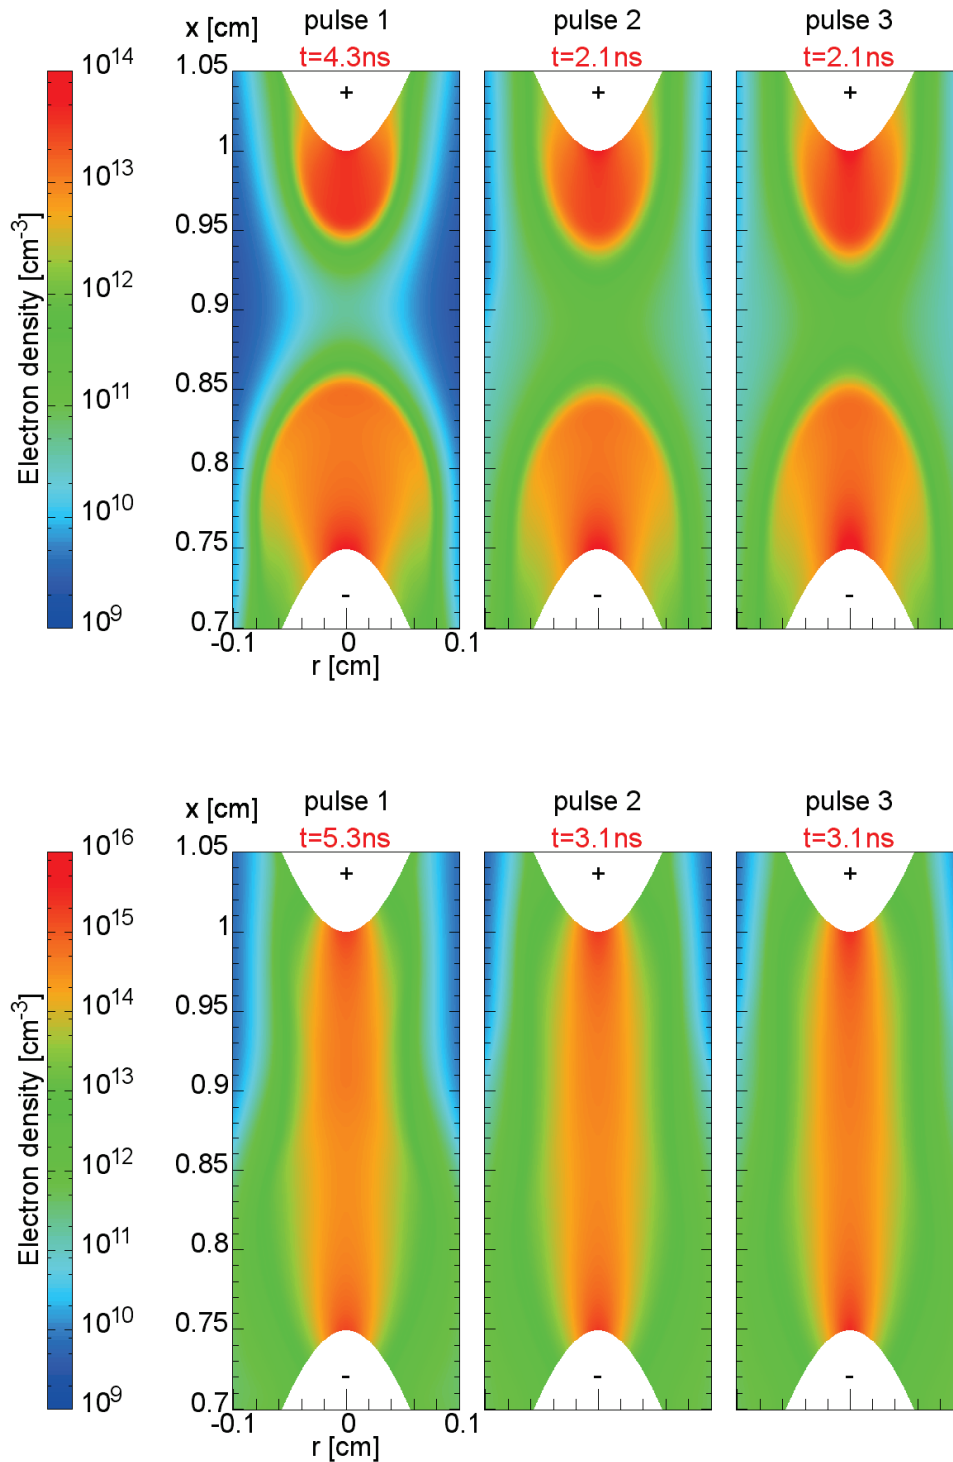 x [cm] pulse 1 pulse 2 pulse 3
t=4.3ns t=2.1ns t=2.1ns
10^14 1.05 + + +
10^13 1
0.95
10^12 0.9
10^11 0.85
0.8
10^10 0.75
10^9 0.7 - - -
Electron density [cm^-3]
-0.1 0 0.1
r [cm]
x [cm] pulse 1 pulse 2 pulse 3
t=5.3ns t=3.1ns t=3.1ns
10^16 1.05 + + +
10^15 1
10^14 0.95
10^13 0.9
10^12 0.85
10^11 0.8
10^10 0.75
10^9 0.7 - - -
Electron density [cm^-3]
-0.1 0 0.1
r [cm]